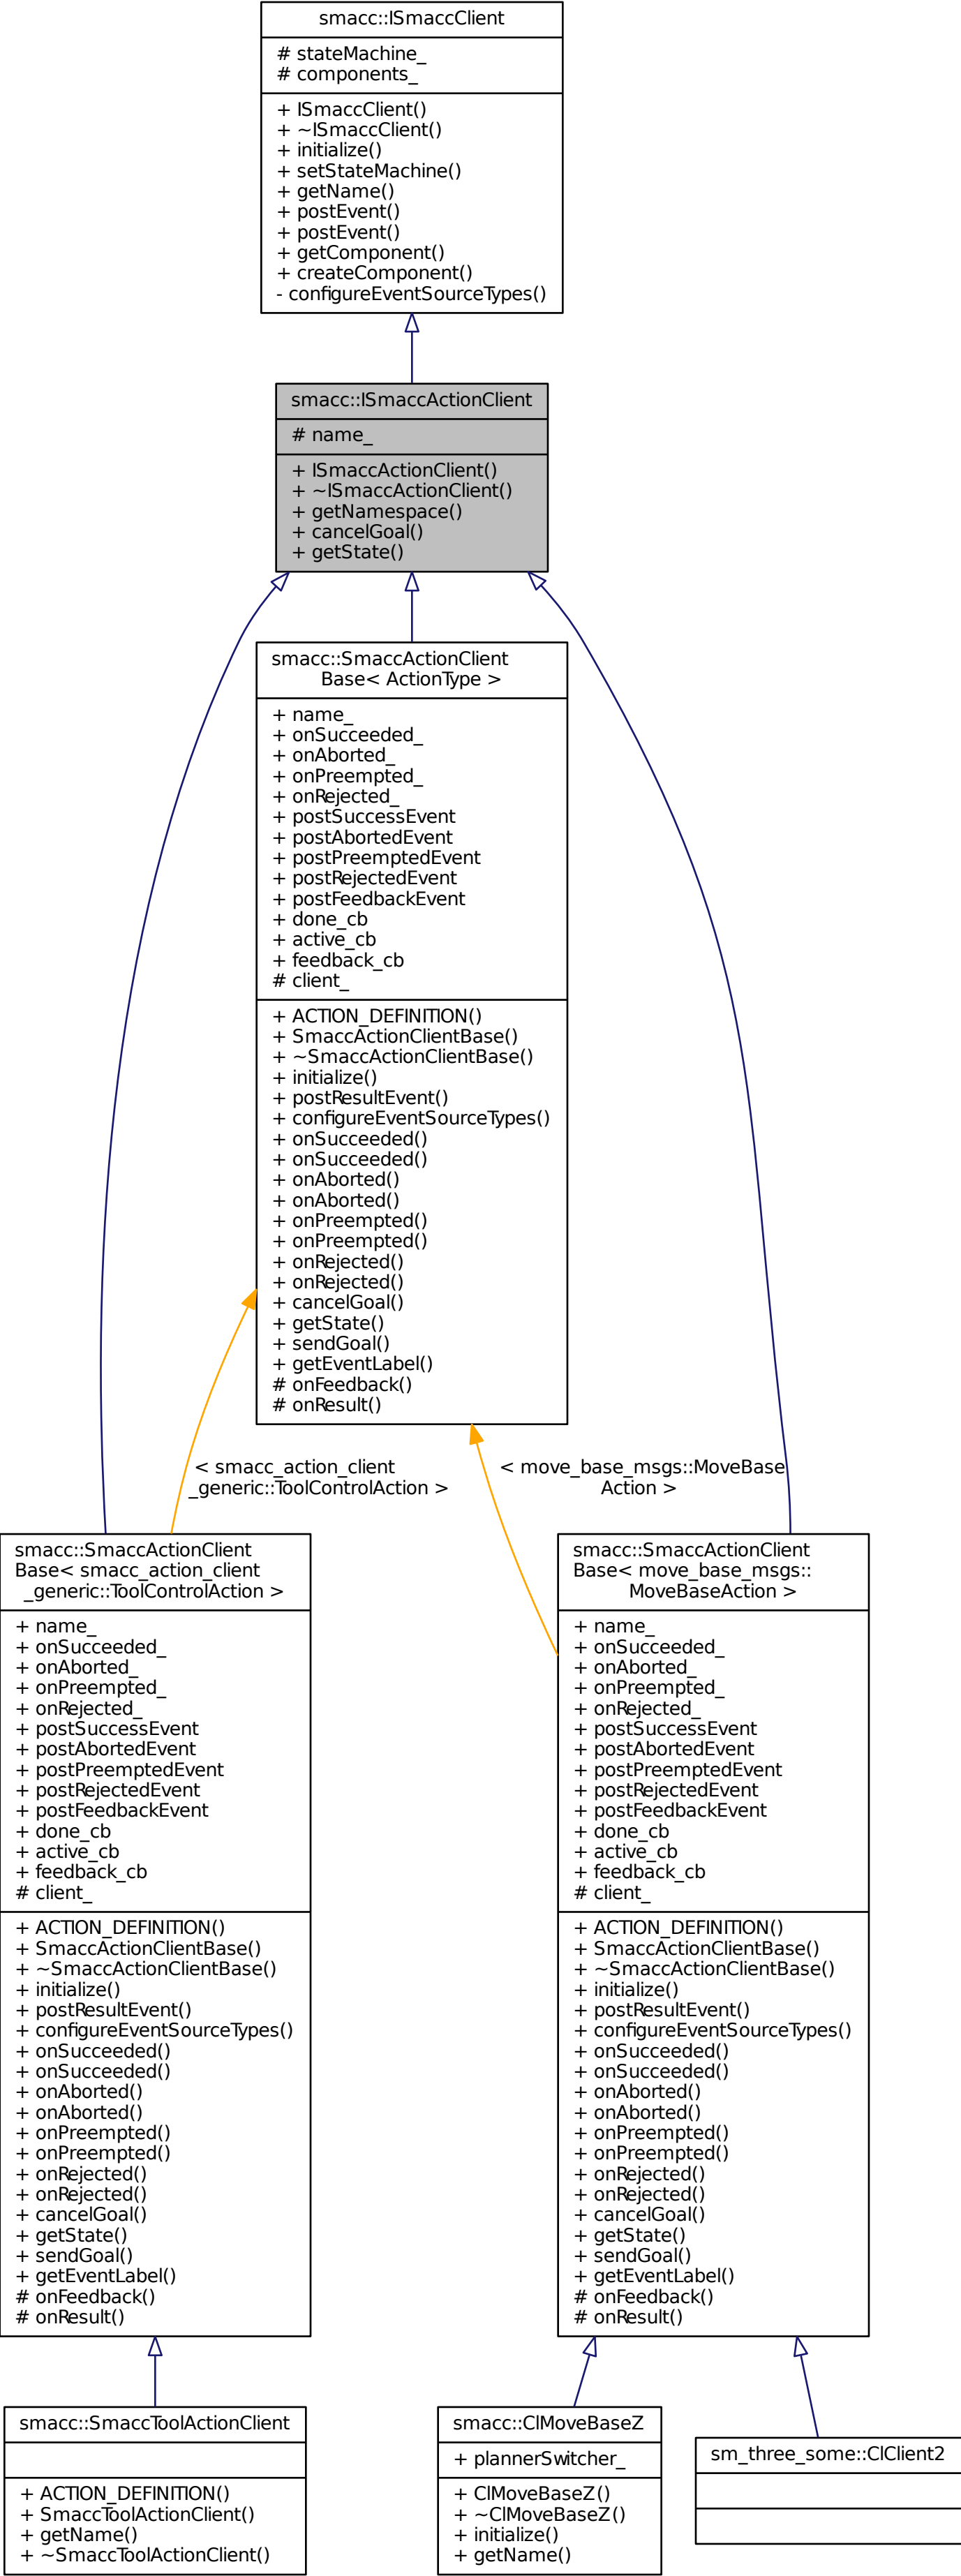 smacc::ISmaccClient
# stateMachine_
# components_
+ ISmaccClient()
+ ~ISmaccClient()
+ initialize()
+ setStateMachine()
+ getName()
+ postEvent()
+ postEvent()
+ getComponent()
+ createComponent()
- configureEventSourceTypes()
smacc::ISmaccActionClient
# name_
+ ISmaccActionClient()
+ ~ISmaccActionClient()
+ getNamespace()
+ cancelGoal()
+ getState()
smacc::SmaccActionClient
Base< ActionType >
+ name_
+ onSucceeded_
+ onAborted_
+ onPreempted_
+ onRejected_
+ postSuccessEvent
+ postAbortedEvent
+ postPreemptedEvent
+ postRejectedEvent
+ postFeedbackEvent
+ done_cb
+ active_cb
+ feedback_cb
# client_
+ ACTION_DEFINITION()
+ SmaccActionClientBase()
+ ~SmaccActionClientBase()
+ initialize()
+ postResultEvent()
+ configureEventSourceTypes()
+ onSucceeded()
+ onSucceeded()
+ onAborted()
+ onAborted()
+ onPreempted()
+ onPreempted()
+ onRejected()
+ onRejected()
+ cancelGoal()
+ getState()
+ sendGoal()
+ getEventLabel()
# onFeedback()
# onResult()
< smacc_action_client
_generic::ToolControlAction >
< move_base_msgs::MoveBase
Action >
smacc::SmaccActionClient
Base< smacc_action_client
_generic::ToolControlAction >
+ name_
+ onSucceeded_
+ onAborted_
+ onPreempted_
+ onRejected_
+ postSuccessEvent
+ postAbortedEvent
+ postPreemptedEvent
+ postRejectedEvent
+ postFeedbackEvent
+ done_cb
+ active_cb
+ feedback_cb
# client_
+ ACTION_DEFINITION()
+ SmaccActionClientBase()
+ ~SmaccActionClientBase()
+ initialize()
+ postResultEvent()
+ configureEventSourceTypes()
+ onSucceeded()
+ onSucceeded()
+ onAborted()
+ onAborted()
+ onPreempted()
+ onPreempted()
+ onRejected()
+ onRejected()
+ cancelGoal()
+ getState()
+ sendGoal()
+ getEventLabel()
# onFeedback()
# onResult()
smacc::SmaccActionClient
Base< move_base_msgs::
MoveBaseAction >
+ name_
+ onSucceeded_
+ onAborted_
+ onPreempted_
+ onRejected_
+ postSuccessEvent
+ postAbortedEvent
+ postPreemptedEvent
+ postRejectedEvent
+ postFeedbackEvent
+ done_cb
+ active_cb
+ feedback_cb
# client_
+ ACTION_DEFINITION()
+ SmaccActionClientBase()
+ ~SmaccActionClientBase()
+ initialize()
+ postResultEvent()
+ configureEventSourceTypes()
+ onSucceeded()
+ onSucceeded()
+ onAborted()
+ onAborted()
+ onPreempted()
+ onPreempted()
+ onRejected()
+ onRejected()
+ cancelGoal()
+ getState()
+ sendGoal()
+ getEventLabel()
# onFeedback()
# onResult()
smacc::SmaccToolActionClient
+ ACTION_DEFINITION()
+ SmaccToolActionClient()
+ getName()
+ ~SmaccToolActionClient()
smacc::ClMoveBaseZ
+ plannerSwitcher_
+ ClMoveBaseZ()
+ ~ClMoveBaseZ()
+ initialize()
+ getName()
sm_three_some::ClClient2